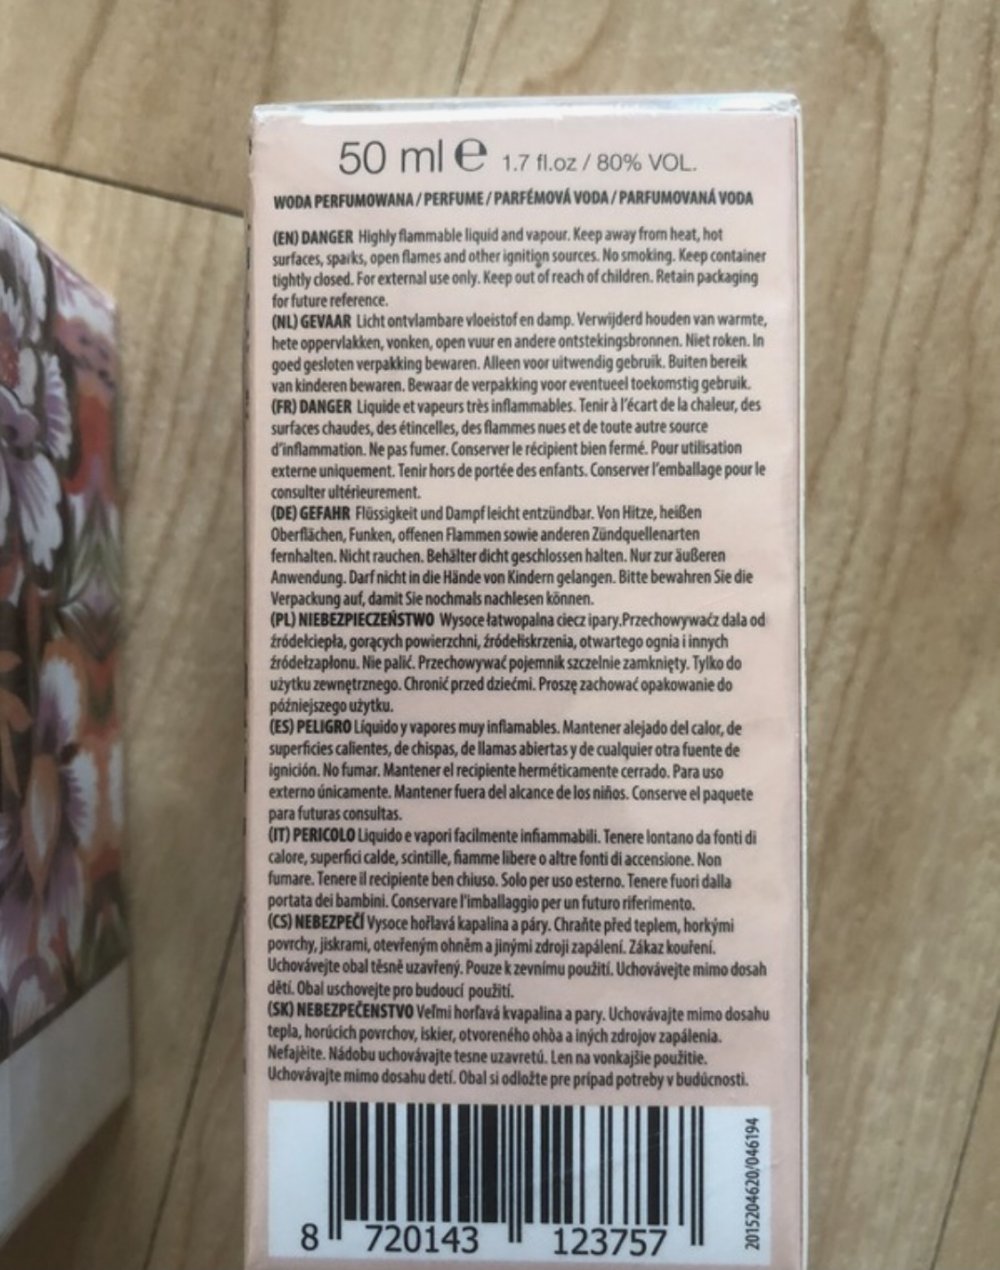 50 ml ℮ 1.7 fl.oz / 80% VOL.
WODA PERFUMOWANA / PERFUME / PARFÉMOVÁ VODA / PARFUMOVANÁ VODA
(EN) DANGER Highly flammable liquid and vapour. Keep away from heat, hot
surfaces, sparks, open flames and other ignition sources. No smoking. Keep container
tightly closed. For external use only. Keep out of reach of children. Retain packaging
for future reference.
(NL) GEVAAR Licht ontvlambare vloeistof en damp. Verwijderd houden van warmte,
hete oppervlakken, vonken, open vuur en andere ontstekingsbronnen. Niet roken. In
goed gesloten verpakking bewaren. Alleen voor uitwendig gebruik. Buiten bereik
van kinderen bewaren. Bewaar de verpakking voor eventueel toekomstig gebruik.
(FR) DANGER Liquide et vapeurs très inflammables. Tenir à l'écart de la chaleur, des
surfaces chaudes, des étincelles, des flammes nues et de toute autre source
d'inflammation. Ne pas fumer. Conserver le récipient bien fermé. Pour utilisation
externe uniquement. Tenir hors de portée des enfants. Conserver l'emballage pour le
consulter ultérieurement.
(DE) GEFAHR Flüssigkeit und Dampf leicht entzündbar. Von Hitze, heißen
Oberflächen, Funken, offenen Flammen sowie anderen Zündquellenarten
fernhalten. Nicht rauchen. Behälter dicht geschlossen halten. Nur zur äußeren
Anwendung. Darf nicht in die Hände von Kindern gelangen. Bitte bewahren Sie die
Verpackung auf, damit Sie nochmals nachlesen können.
(PL) NIEBEZPIECZEŃSTWO Wysoce łatwopalna ciecz ipary.Przechowywaćz dala od
źródełciepła, gorących powierzchni, źródełiskrzenia, otwartego ognia i innych
źródełzapłonu. Nie palić. Przechowywać pojemnik szczelnie zamknięty. Tylko do
użytku zewnętrznego. Chronić przed dziećmi. Proszę zachować opakowanie do
późniejszego użytku.
(ES) PELIGRO Líquido y vapores muy inflamables. Mantener alejado del calor, de
superficies calientes, de chispas, de llamas abiertas y de cualquier otra fuente de
ignición. No fumar. Mantener el recipiente herméticamente cerrado. Para uso
externo únicamente. Mantener fuera del alcance de los niños. Conserve el paquete
para futuras consultas.
(IT) PERICOLO Liquido e vapori facilmente infiammabili. Tenere lontano da fonti di
calore, superfici calde, scintille, fiamme libere o altre fonti di accensione. Non
fumare. Tenere il recipiente ben chiuso. Solo per uso esterno. Tenere fuori dalla
portata dei bambini. Conservare l'imballaggio per un futuro riferimento.
(CS) NEBEZPEČÍ Vysoce hořlavá kapalina a páry. Chraňte před teplem, horkými
povrchy, jiskrami, otevřeným ohněm a jinými zdroji zapálení. Zákaz kouření.
Uchovávejte obal těsně uzavřený. Pouze k zevnímu použití. Uchovávejte mimo dosah
dětí. Obal uschovejte pro budoucí použití.
(SK) NEBEZPEČENSTVO Veľmi horľavá kvapalina a pary. Uchovávajte mimo dosahu
tepla, horúcich povrchov, iskier, otvoreného ohòa a iných zdrojov zapálenia.
Nefajèite. Nádobu uchovávajte tesne uzavretú. Len na vonkajšie použitie.
Uchovávajte mimo dosahu detí. Obal si odložte pre prípad potreby v budúcnosti.
8 720143 123757
2015204620/046194